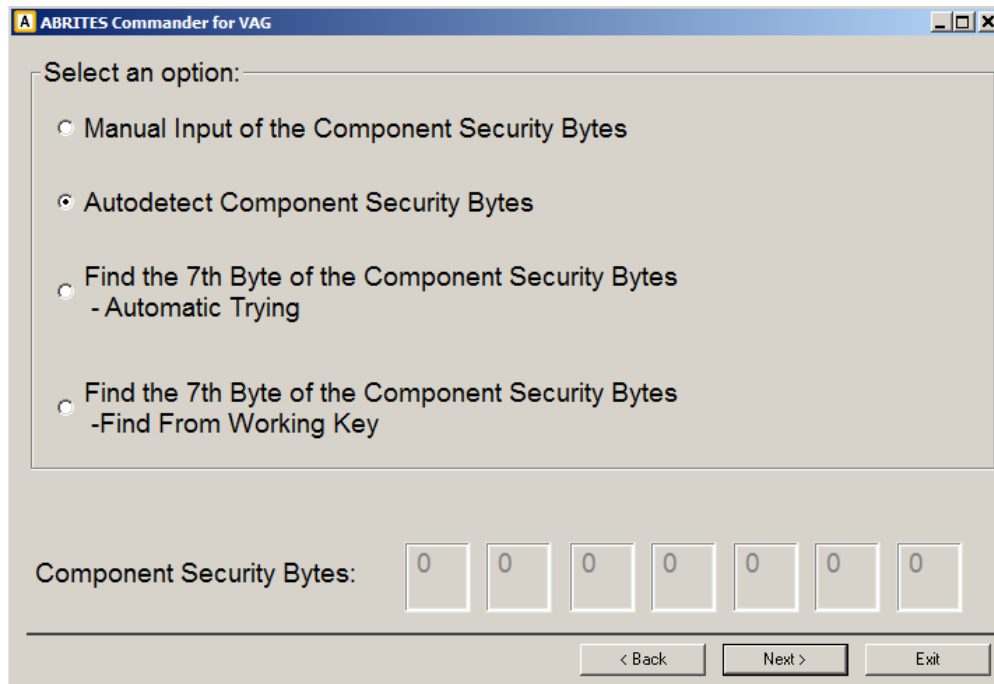 A ABRITES Commander for VAG
Select an option:
Manual Input of the Component Security Bytes
Autodetect Component Security Bytes
Find the 7th Byte of the Component Security Bytes
- Automatic Trying
Find the 7th Byte of the Component Security Bytes
-Find From Working Key
Component Security Bytes: 0 0 0 0 0 0 0
< Back Next > Exit